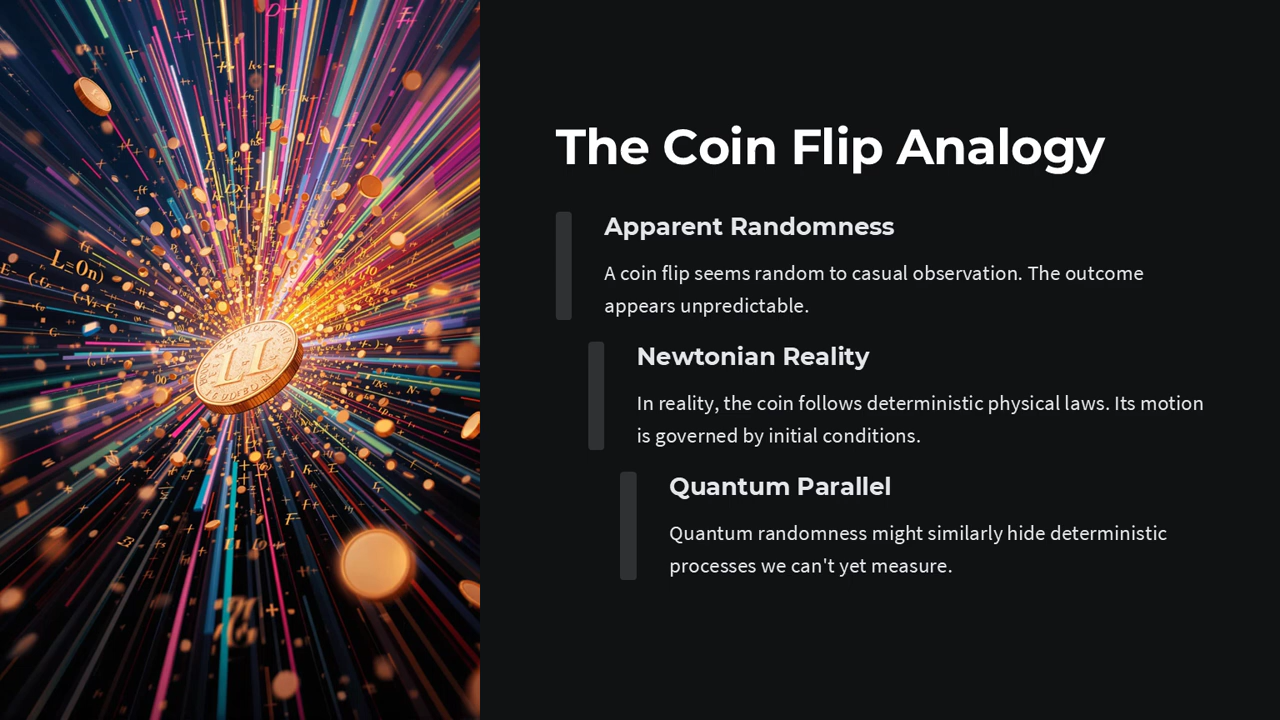 The Coin Flip Analogy
Apparent Randomness
A coin flip seems random to casual observation. The outcome
appears unpredictable.
Newtonian Reality
In reality, the coin follows deterministic physical laws. Its motion
is governed by initial conditions.
Quantum Parallel
Quantum randomness might similarly hide deterministic
processes we can't yet measure.